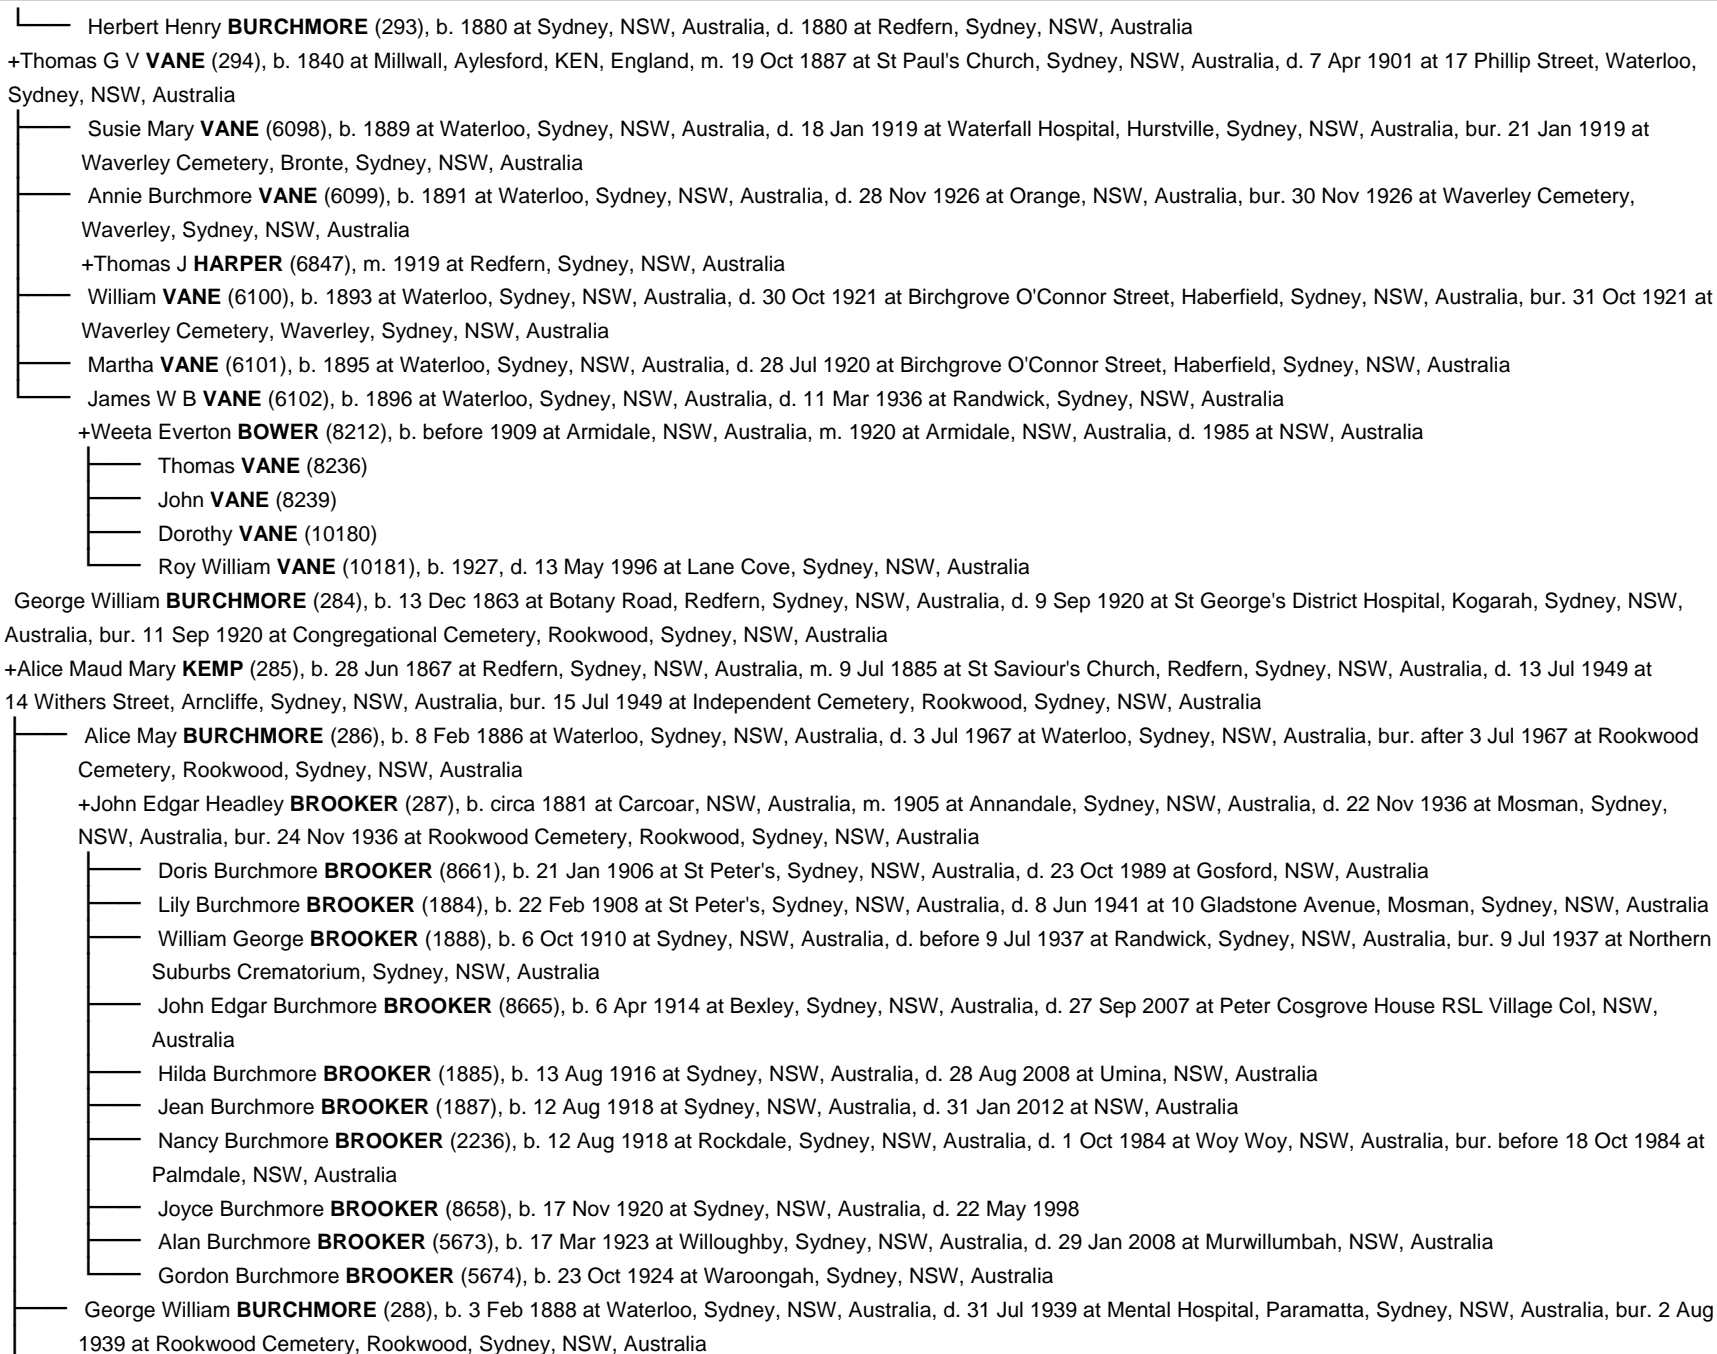 Herbert Henry BURCHMORE (293), b. 1880 at Sydney, NSW, Australia, d. 1880 at Redfern, Sydney, NSW, Australia
+Thomas G V VANE (294), b. 1840 at Millwall, Aylesford, KEN, England, m. 19 Oct 1887 at St Paul's Church, Sydney, NSW, Australia, d. 7 Apr 1901 at 17 Phillip Street, Waterloo,
Sydney, NSW, Australia
Susie Mary VANE (6098), b. 1889 at Waterloo, Sydney, NSW, Australia, d. 18 Jan 1919 at Waterfall Hospital, Hurstville, Sydney, NSW, Australia, bur. 21 Jan 1919 at
Waverley Cemetery, Bronte, Sydney, NSW, Australia
Annie Burchmore VANE (6099), b. 1891 at Waterloo, Sydney, NSW, Australia, d. 28 Nov 1926 at Orange, NSW, Australia, bur. 30 Nov 1926 at Waverley Cemetery,
Waverley, Sydney, NSW, Australia
+Thomas J HARPER (6847), m. 1919 at Redfern, Sydney, NSW, Australia
William VANE (6100), b. 1893 at Waterloo, Sydney, NSW, Australia, d. 30 Oct 1921 at Birchgrove O'Connor Street, Haberfield, Sydney, NSW, Australia, bur. 31 Oct 1921 at
Waverley Cemetery, Waverley, Sydney, NSW, Australia
Martha VANE (6101), b. 1895 at Waterloo, Sydney, NSW, Australia, d. 28 Jul 1920 at Birchgrove O'Connor Street, Haberfield, Sydney, NSW, Australia
James W B VANE (6102), b. 1896 at Waterloo, Sydney, NSW, Australia, d. 11 Mar 1936 at Randwick, Sydney, NSW, Australia
+Weeta Everton BOWER (8212), b. before 1909 at Armidale, NSW, Australia, m. 1920 at Armidale, NSW, Australia, d. 1985 at NSW, Australia
Thomas VANE (8236)
John VANE (8239)
Dorothy VANE (10180)
Roy William VANE (10181), b. 1927, d. 13 May 1996 at Lane Cove, Sydney, NSW, Australia
George William BURCHMORE (284), b. 13 Dec 1863 at Botany Road, Redfern, Sydney, NSW, Australia, d. 9 Sep 1920 at St George's District Hospital, Kogarah, Sydney, NSW,
Australia, bur. 11 Sep 1920 at Congregational Cemetery, Rookwood, Sydney, NSW, Australia
+Alice Maud Mary KEMP (285), b. 28 Jun 1867 at Redfern, Sydney, NSW, Australia, m. 9 Jul 1885 at St Saviour's Church, Redfern, Sydney, NSW, Australia, d. 13 Jul 1949 at
14 Withers Street, Arncliffe, Sydney, NSW, Australia, bur. 15 Jul 1949 at Independent Cemetery, Rookwood, Sydney, NSW, Australia
Alice May BURCHMORE (286), b. 8 Feb 1886 at Waterloo, Sydney, NSW, Australia, d. 3 Jul 1967 at Waterloo, Sydney, NSW, Australia, bur. after 3 Jul 1967 at Rookwood
Cemetery, Rookwood, Sydney, NSW, Australia
+John Edgar Headley BROOKER (287), b. circa 1881 at Carcoar, NSW, Australia, m. 1905 at Annandale, Sydney, NSW, Australia, d. 22 Nov 1936 at Mosman, Sydney,
NSW, Australia, bur. 24 Nov 1936 at Rookwood Cemetery, Rookwood, Sydney, NSW, Australia
Doris Burchmore BROOKER (8661), b. 21 Jan 1906 at St Peter's, Sydney, NSW, Australia, d. 23 Oct 1989 at Gosford, NSW, Australia
Lily Burchmore BROOKER (1884), b. 22 Feb 1908 at St Peter's, Sydney, NSW, Australia, d. 8 Jun 1941 at 10 Gladstone Avenue, Mosman, Sydney, NSW, Australia
William George BROOKER (1888), b. 6 Oct 1910 at Sydney, NSW, Australia, d. before 9 Jul 1937 at Randwick, Sydney, NSW, Australia, bur. 9 Jul 1937 at Northern
Suburbs Crematorium, Sydney, NSW, Australia
John Edgar Burchmore BROOKER (8665), b. 6 Apr 1914 at Bexley, Sydney, NSW, Australia, d. 27 Sep 2007 at Peter Cosgrove House RSL Village Col, NSW,
Australia
Hilda Burchmore BROOKER (1885), b. 13 Aug 1916 at Sydney, NSW, Australia, d. 28 Aug 2008 at Umina, NSW, Australia
Jean Burchmore BROOKER (1887), b. 12 Aug 1918 at Sydney, NSW, Australia, d. 31 Jan 2012 at NSW, Australia
Nancy Burchmore BROOKER (2236), b. 12 Aug 1918 at Rockdale, Sydney, NSW, Australia, d. 1 Oct 1984 at Woy Woy, NSW, Australia, bur. before 18 Oct 1984 at
Palmdale, NSW, Australia
Joyce Burchmore BROOKER (8658), b. 17 Nov 1920 at Sydney, NSW, Australia, d. 22 May 1998
Alan Burchmore BROOKER (5673), b. 17 Mar 1923 at Willoughby, Sydney, NSW, Australia, d. 29 Jan 2008 at Murwillumbah, NSW, Australia
Gordon Burchmore BROOKER (5674), b. 23 Oct 1924 at Waroongah, Sydney, NSW, Australia
George William BURCHMORE (288), b. 3 Feb 1888 at Waterloo, Sydney, NSW, Australia, d. 31 Jul 1939 at Mental Hospital, Paramatta, Sydney, NSW, Australia, bur. 2 Aug
1939 at Rookwood Cemetery, Rookwood, Sydney, NSW, Australia